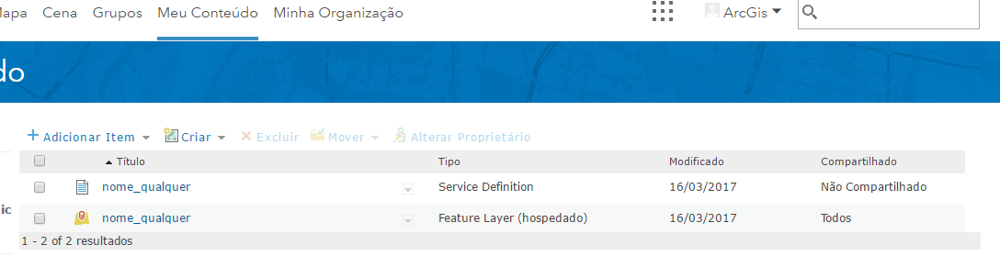 Mapa Cena Grupos Meu Conteúdo Minha Organização ArcGis
do
Adicionar Item Criar Excluir Mover Alterar Proprietário
Título Tipo Modificado Compartilhado
nome_qualquer Service Definition 16/03/2017 Não Compartilhado
ic
nome_qualquer Feature Layer (hospedado) 16/03/2017 Todos
1 - 2 of 2 resultados